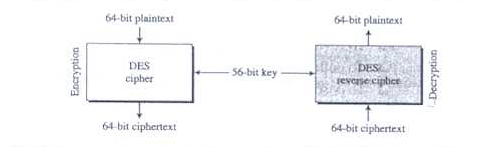 64-bit plaintext
64-bit plaintext
Encryption
DES
cipher
56-bit key
DES
reverse cipher
Decryption
64-bit ciphertext
64-bit ciphertext